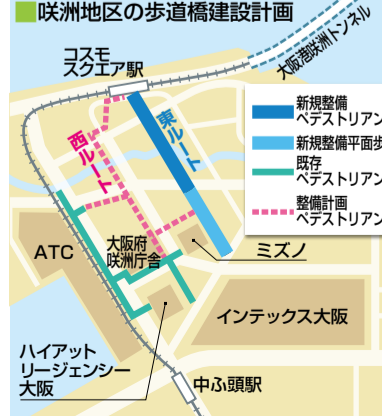 咲洲地区の歩道橋建設計画
コスモ
スクエア駅
大阪港咲洲トンネル
新規整備
ペデストリアン
新規整備平面歩
既存
ペデストリアン
整備計画
ペデストリアン
東ルート
西ルート
ATC
大阪府
咲洲庁舎
ミズノ
インテックス大阪
ハイアット
リージェンシー
大阪
中ふ頭駅